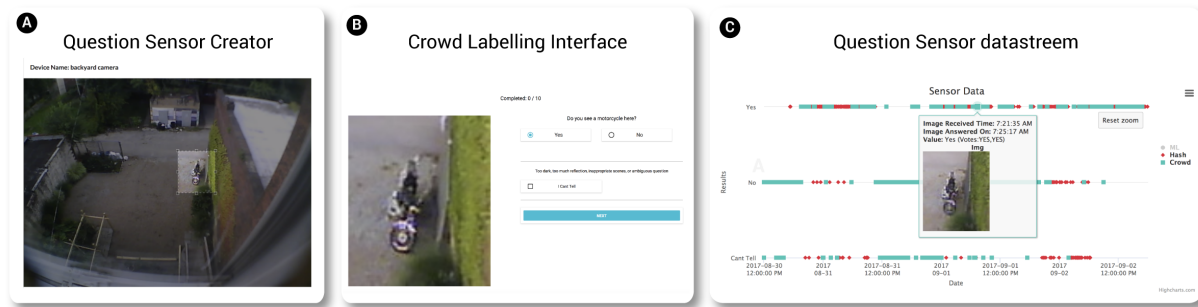 A
Question Sensor Creator
Device Name: backyard camera
B
Crowd Labelling Interface
Completed: 0 / 10
Do you see a motorcycle here?
Yes
No
Too dark, too much reflection, inappropriate scenes, or ambiguous question
I Cant Tell
NEXT
C
Question Sensor datastreem
Sensor Data
Yes
Reset zoom
Image Received Time: 7:21:35 AM
Image Answered On: 7:25:17 AM
Value: Yes (Votes:YES,YES)
Img
ML
Hash
Crowd
A
Results
No
Cant Tell
2017-08-30 12:00:00 PM
2017 08-31
2017-08-31 12:00:00 PM
2017 09-01
2017-09-01 12:00:00 PM
2017 09-02
2017-09-02 12:00:00 PM
Date
Highcharts.com